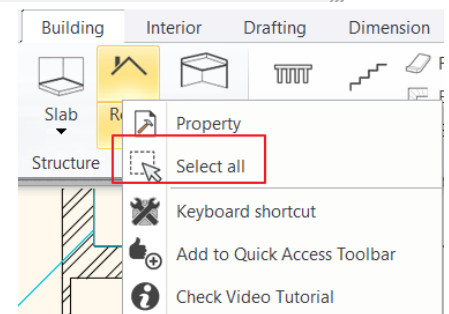 Building Interior Drafting Dimension
Slab
Structure
Property
Select all
Keyboard shortcut
Add to Quick Access Toolbar
Check Video Tutorial